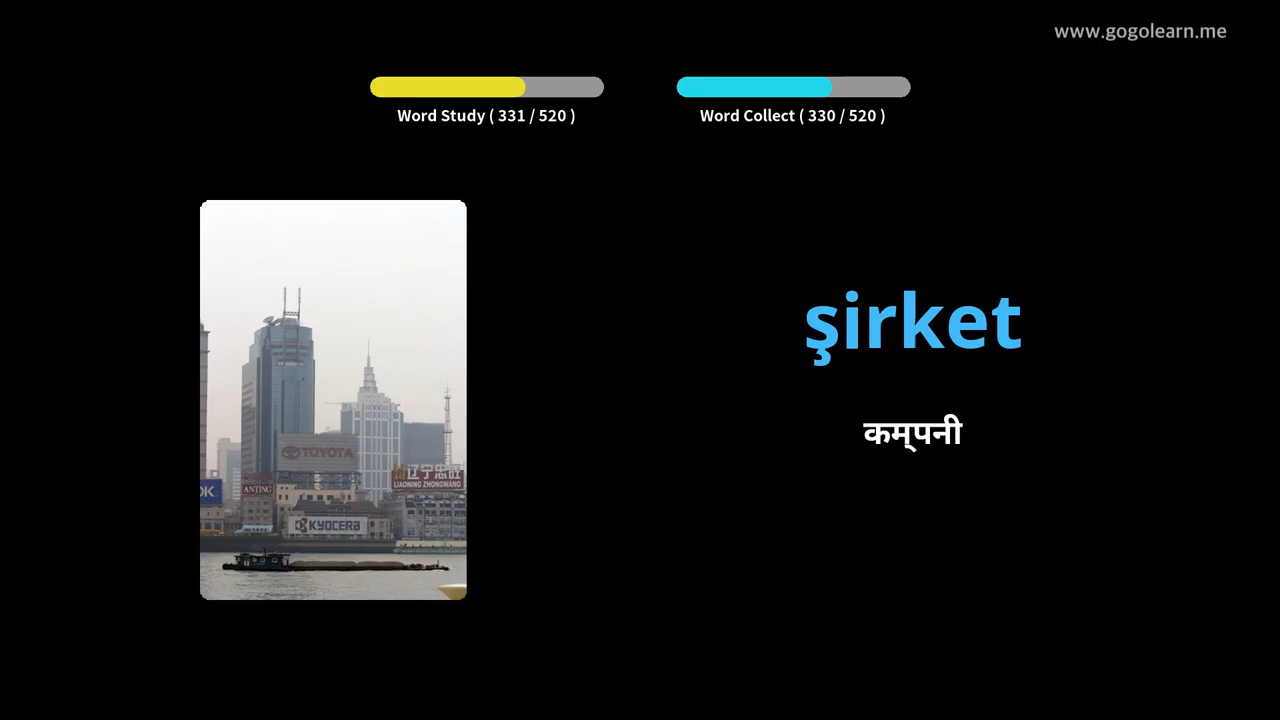 www.gogolearn.me
Word Study ( 331 / 520 )
Word Collect ( 330 / 520 )
şirket
कम्पनी
TOYOTA
辽宁忠旺
LIAONING ZHONGWANG
OK
ANTING
KYOCERA